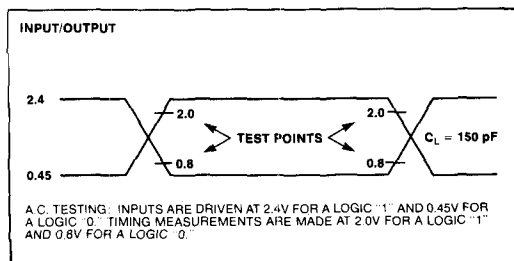 INPUT/OUTPUT
2.4
2.0
2.0
TEST POINTS
CL = 150 pF
0.8
0.8
0.45
A.C. TESTING: INPUTS ARE DRIVEN AT 2.4V FOR A LOGIC "1" AND 0.45V FOR
A LOGIC "0." TIMING MEASUREMENTS ARE MADE AT 2.0V FOR A LOGIC "1"
AND 0.8V FOR A LOGIC "0."